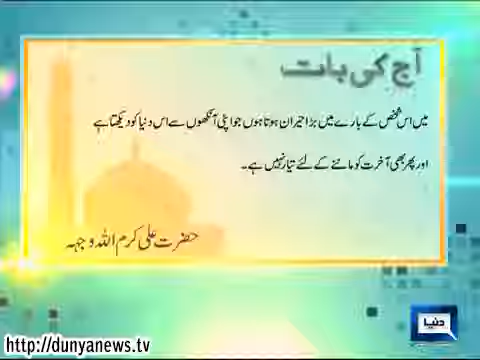 آج کی بات
میں اس شخص کے بارے میں بڑا حیران ہوتا ہوں جو اپنی آنکھوں سے اس دنیا کو دیکھتا ہے
اور پھر بھی آخرت کو ماننے کے لئے تیار نہیں ہے۔
حضرت علی کرم اللہ وجہہ
دنیا
http://dunyanews.tv